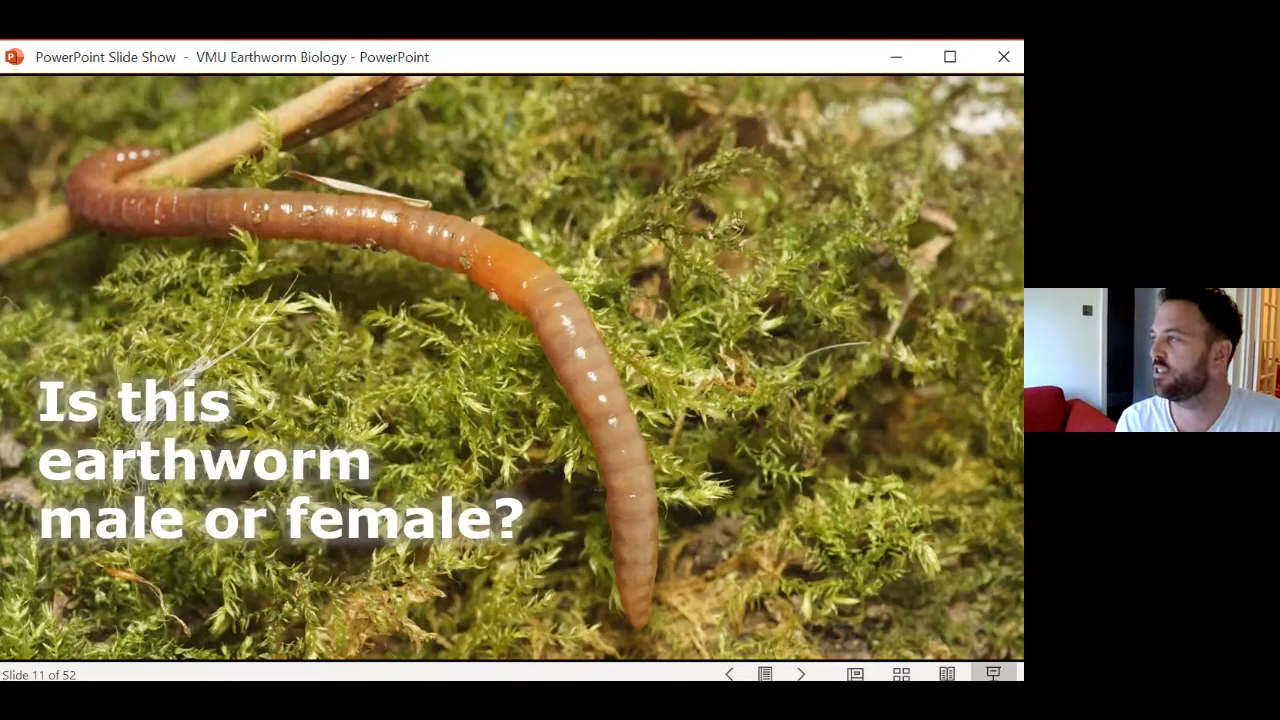 PowerPoint Slide Show - VMU Earthworm Biology - PowerPoint
Is this
earthworm
male or female?
Slide 11 of 52